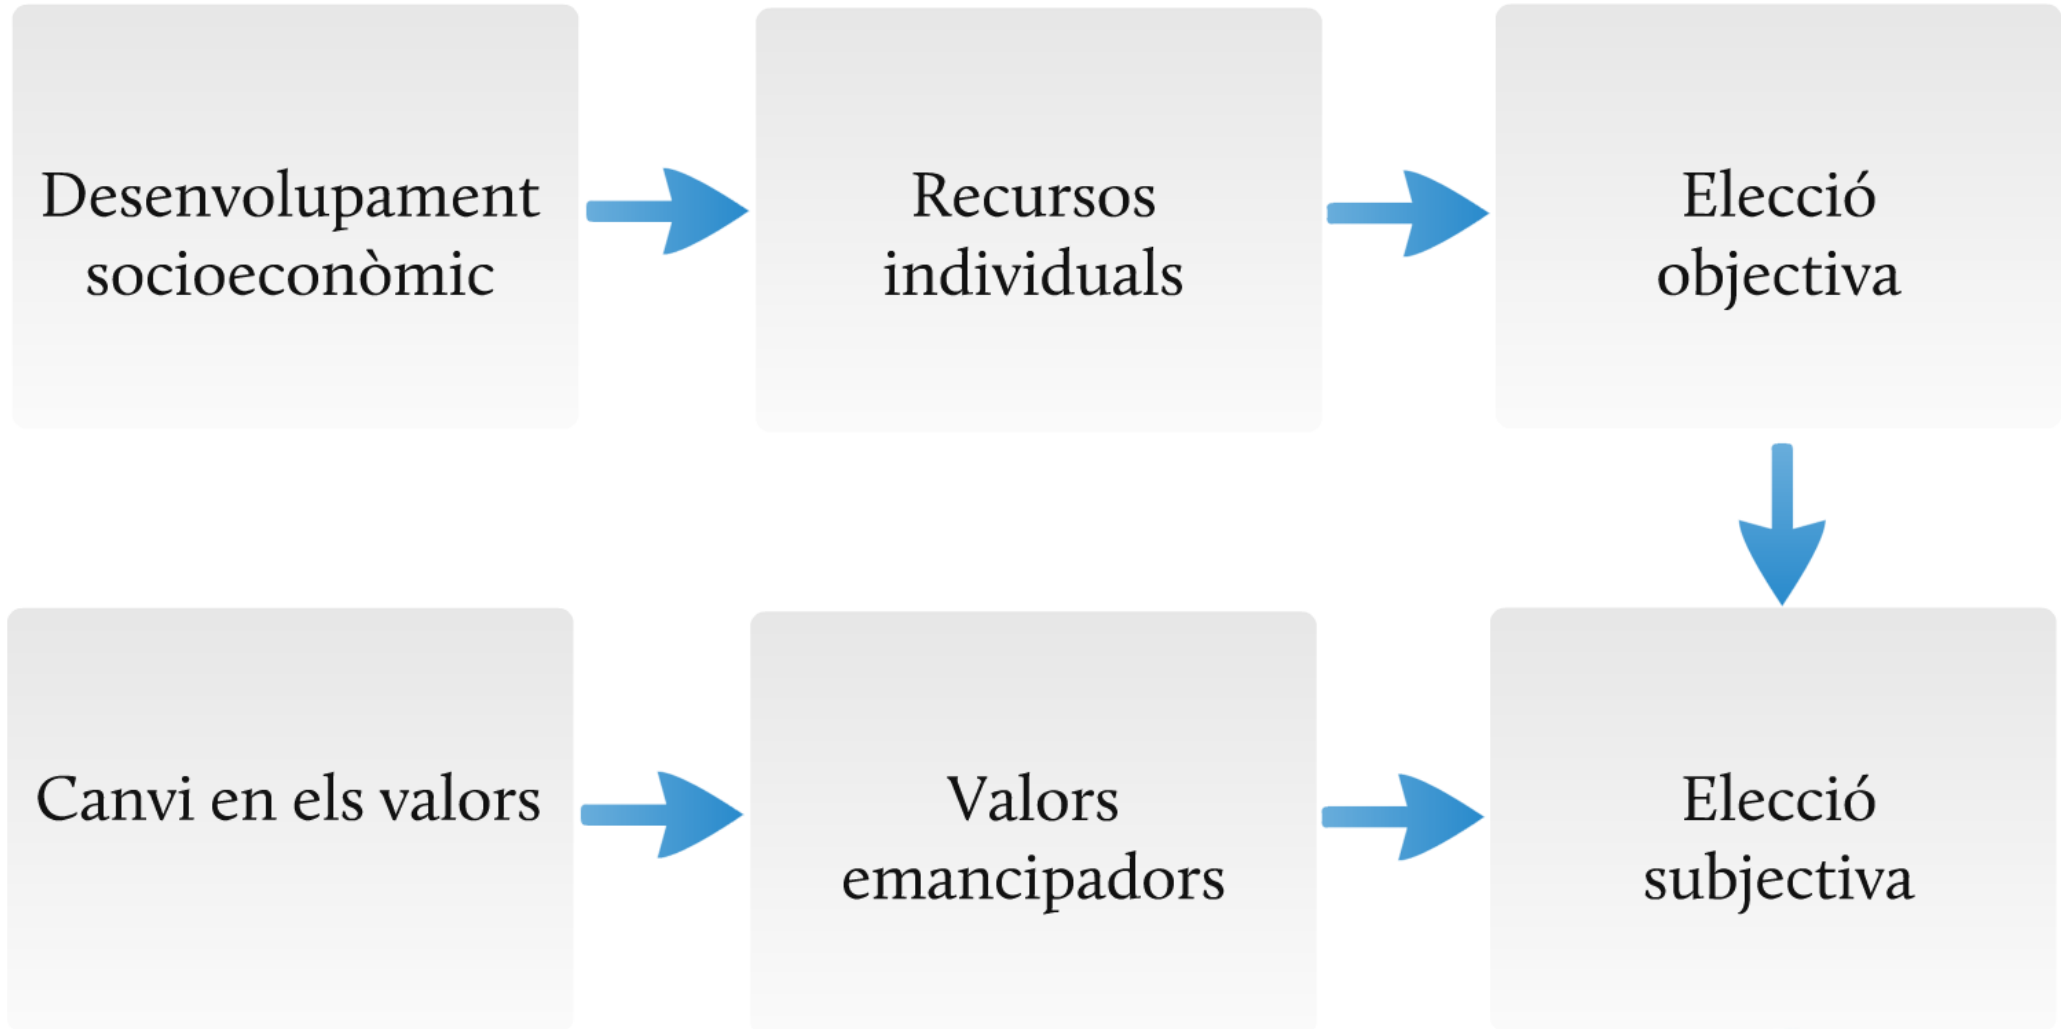 Desenvolupament
socioeconòmic
Recursos
individuals
Elecció
objectiva
Canvi en els valors
Valors
emancipadors
Elecció
subjectiva